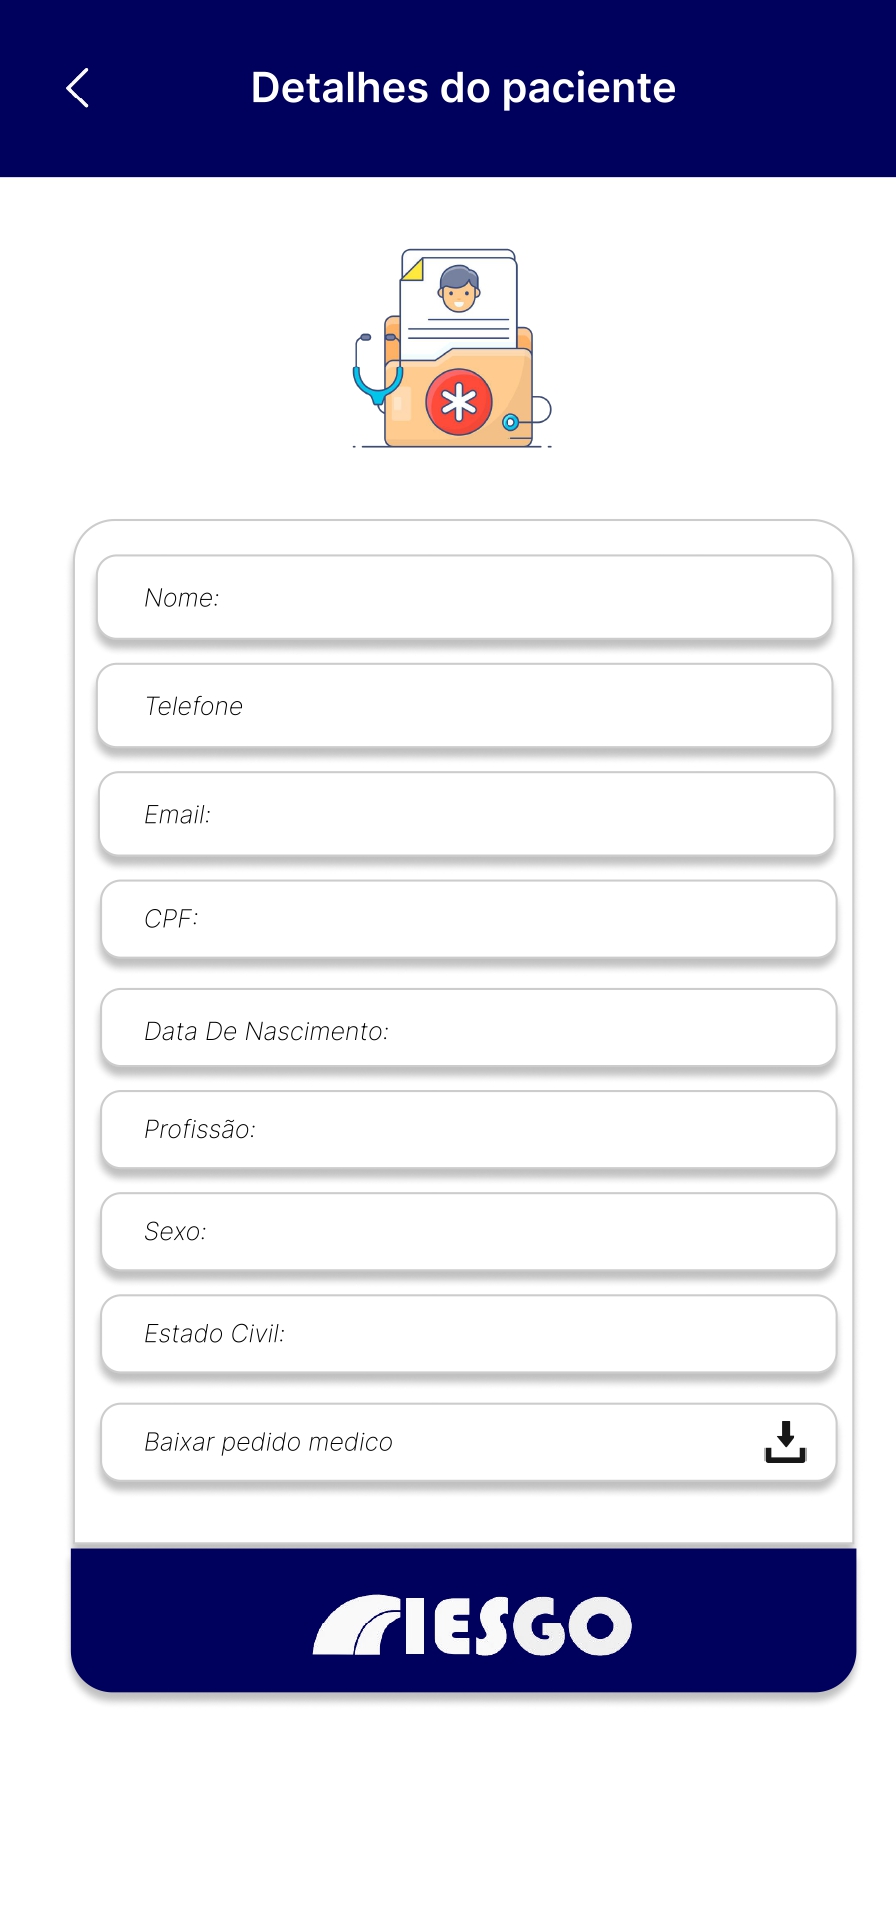 Detalhes do paciente
Nome:
Telefone
Email:
CPF:
Data De Nascimento:
Profissão:
Sexo:
Estado Civil:
Baixar pedido medico
IESGO